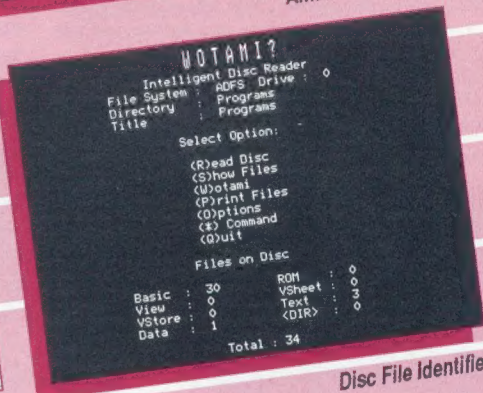 WOTAMI?
Intelligent Disc Reader
File System : ADFS Drive : 0
Directory : Programs
Title : Programs
Select Option:
(R)ead Disc
(S)how Files
(W)otami
(P)rint Files
(O)ptions
(*) Command
(Q)uit
Files on Disc
Basic : 30 ROM : 0
View : 0 VSheet : 0
VStore : 0 Text : 3
Data : 1 <DIR> : 0
Total : 34
Disc File Identifie